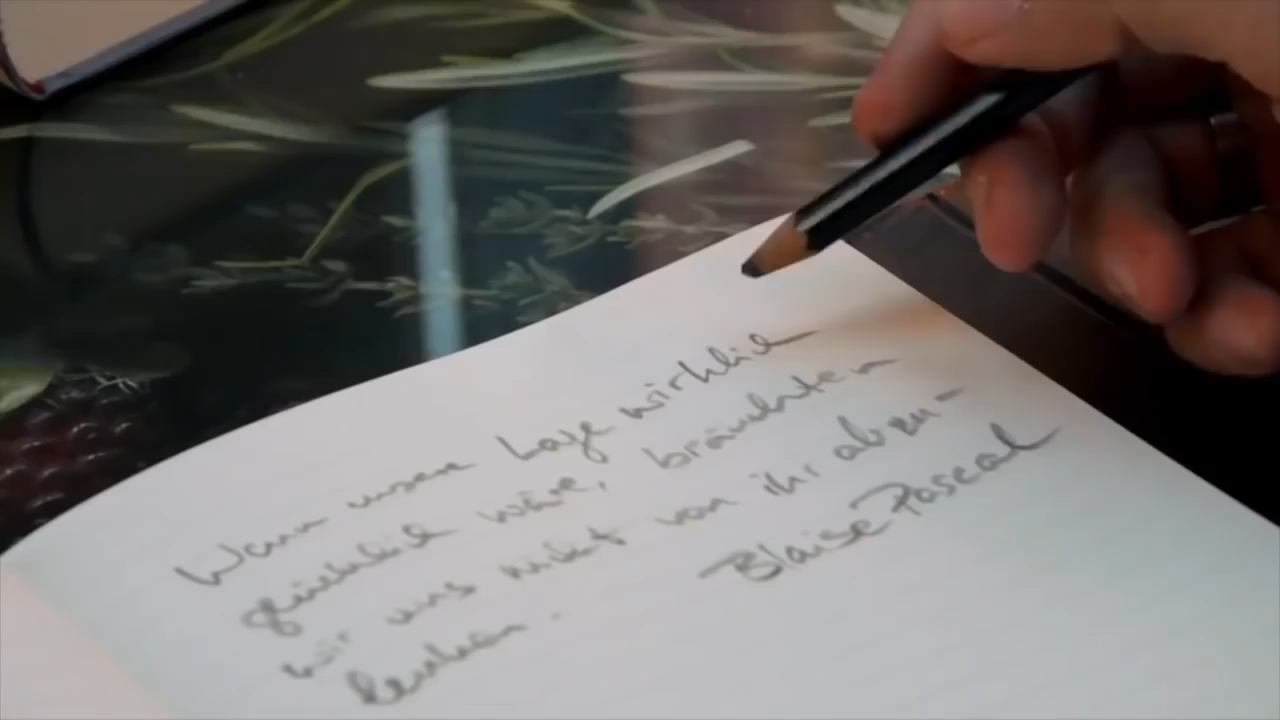 Wenn unsere Lage wirklich
glücklich wäre, bräuchten
wir uns nicht von ihr abzu-
lenken.
Blaise Pascal